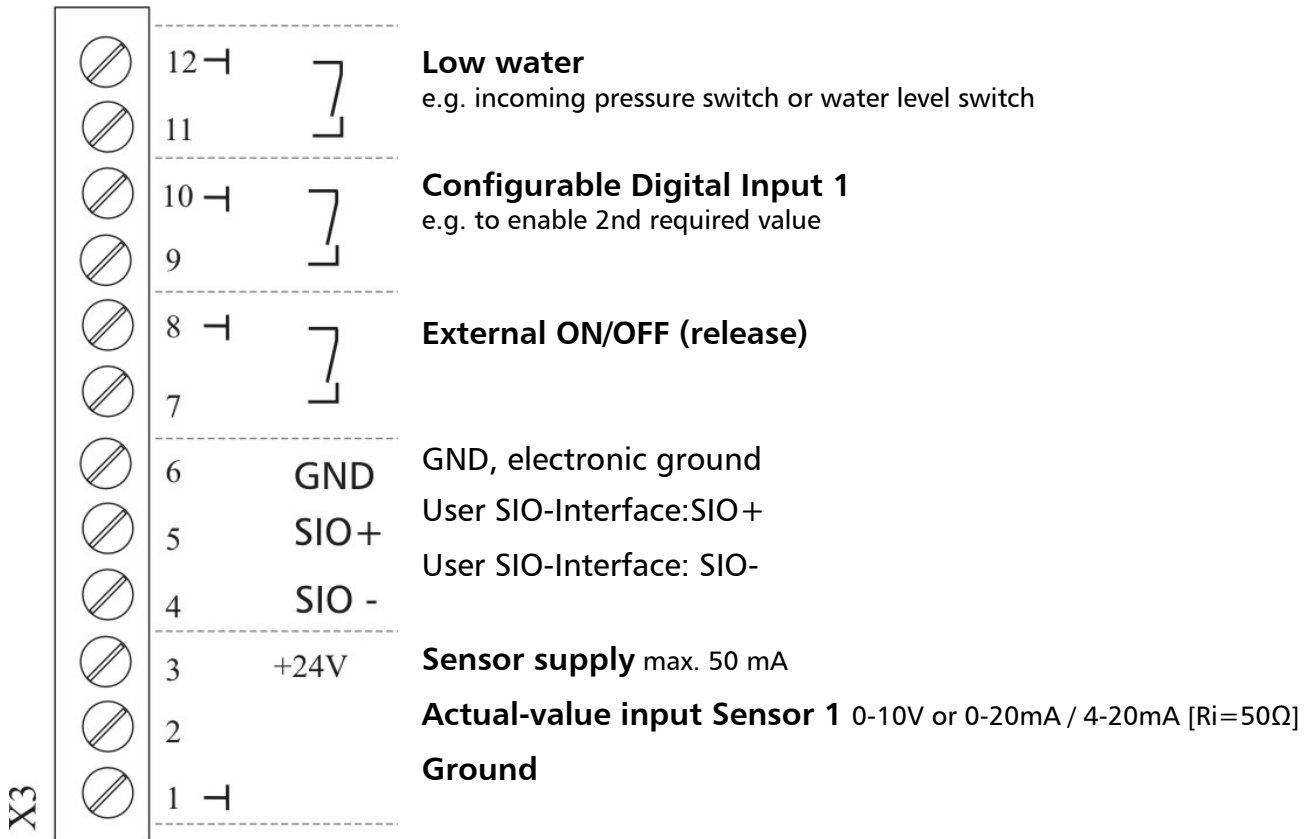 12 Low water
e.g. incoming pressure switch or water level switch
11
10 Configurable Digital Input 1
e.g. to enable 2nd required value
9
8 External ON/OFF (release)
7
6 GND GND, electronic ground
5 SIO+ User SIO-Interface:SIO+
4 SIO - User SIO-Interface: SIO-
3 +24V Sensor supply max. 50 mA
2 Actual-value input Sensor 1 0-10V or 0-20mA / 4-20mA [Ri=50Ω]
1 Ground
X3